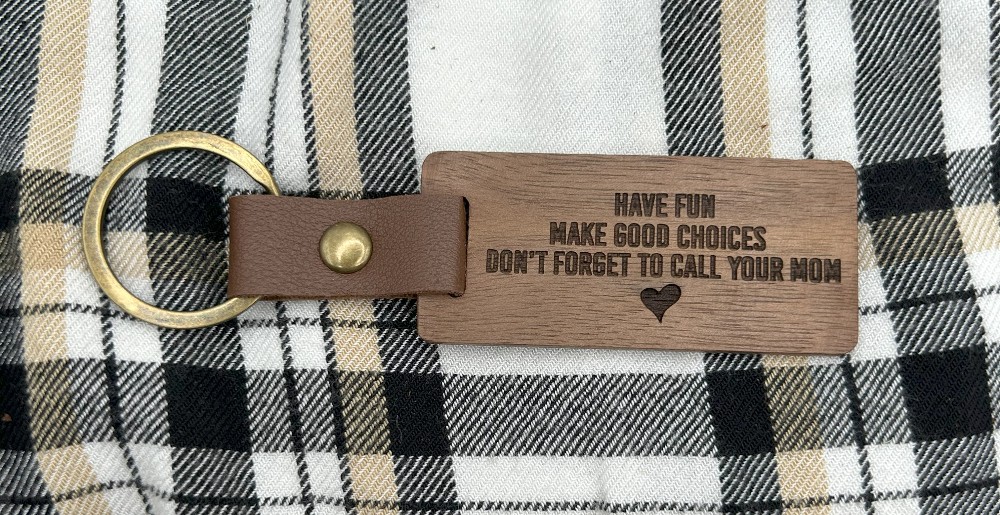 HAVE FUN
MAKE GOOD CHOICES
DON'T FORGET TO CALL YOUR MOM